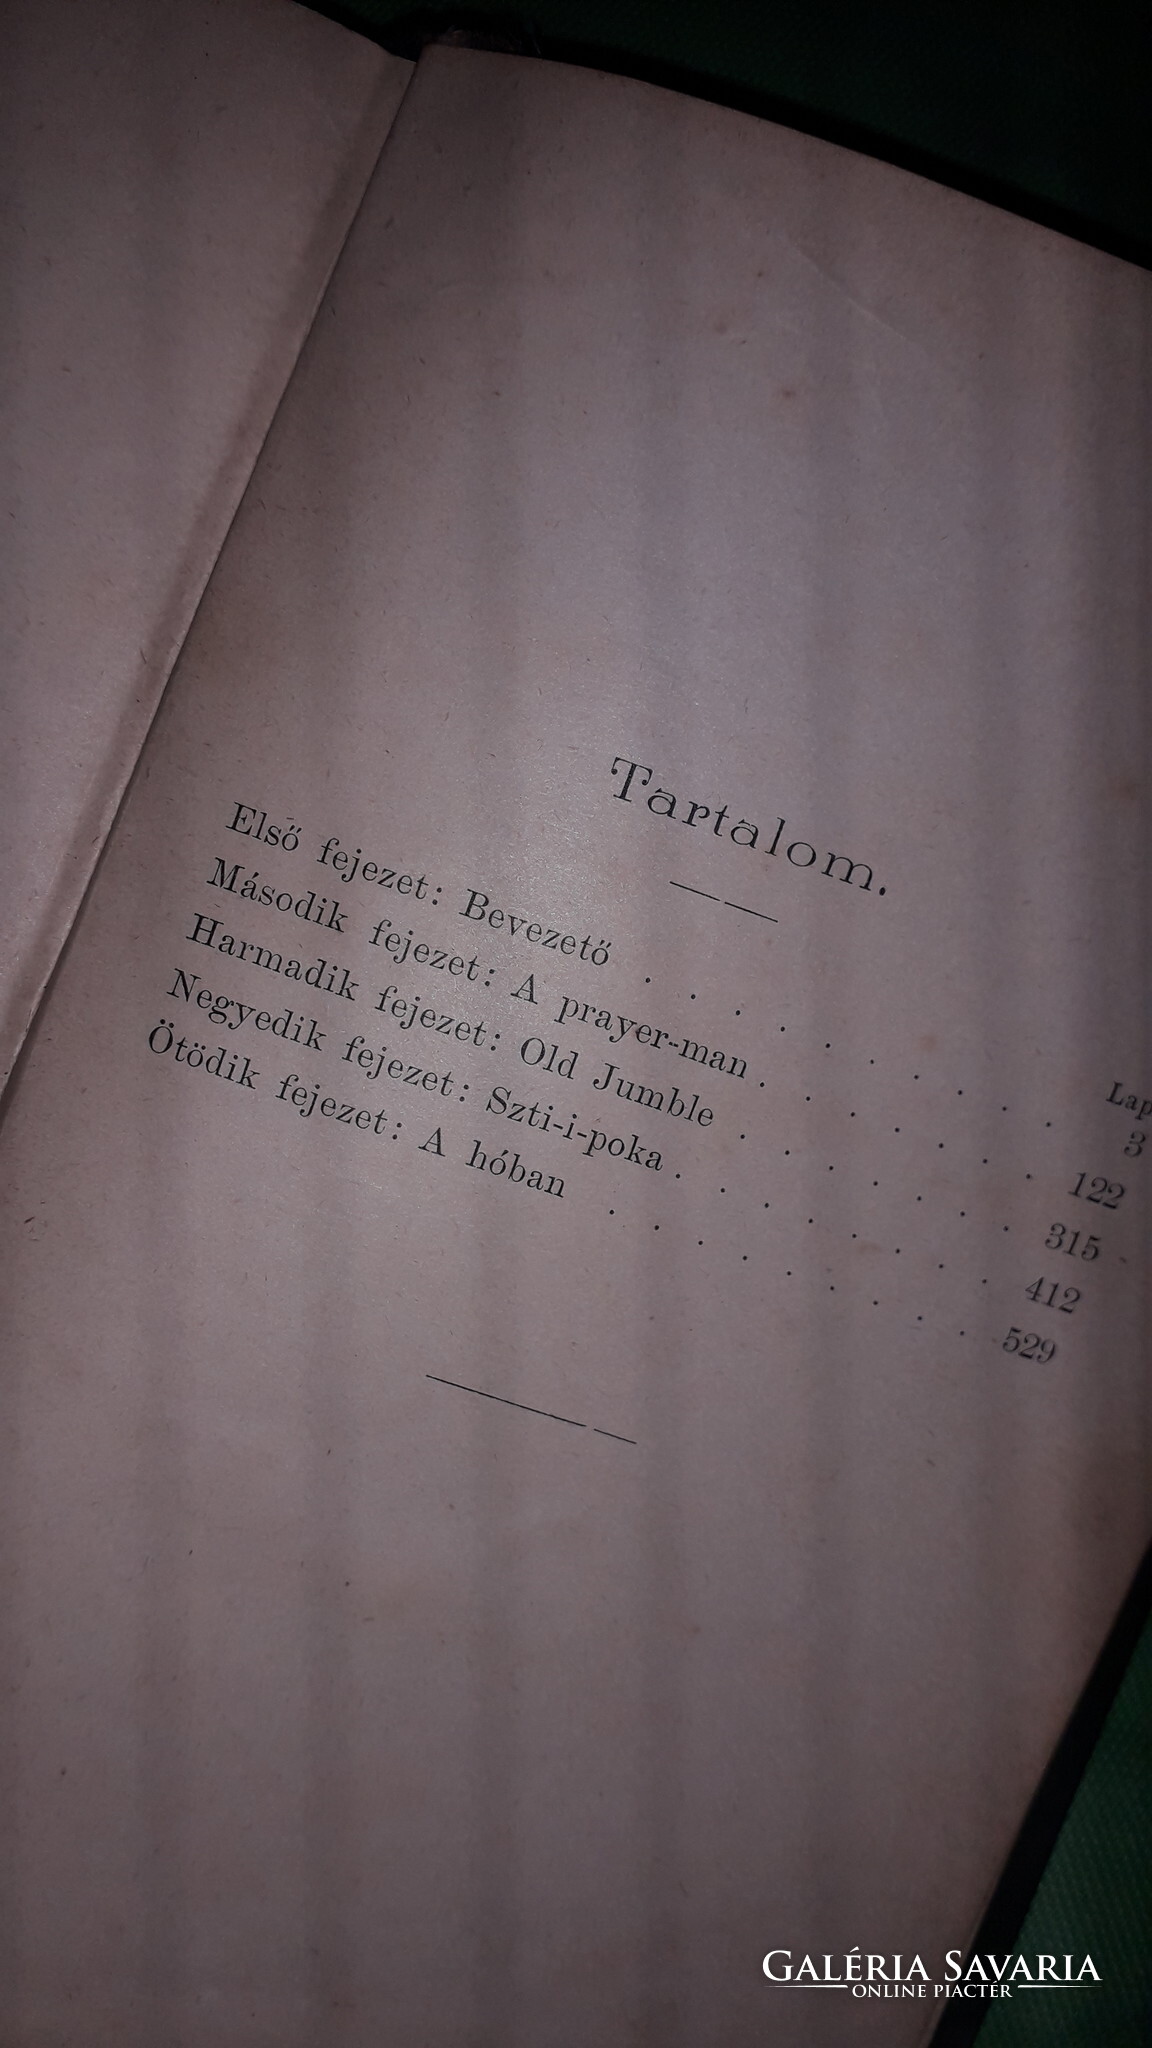 Tartalom.
Lap
Első fejezet: Bevezető . . . . . . . . . . 3
Második fejezet: A prayer-man . . . . . . . 122
Harmadik fejezet: Old Jumble . . . . . . . 315
Negyedik fejezet: Szti-i-poka . . . . . . . . 412
Ötödik fejezet: A hóban . . . . . . . . . 529
GALÉRIA SAVARIA
ONLINE PIACTÉR